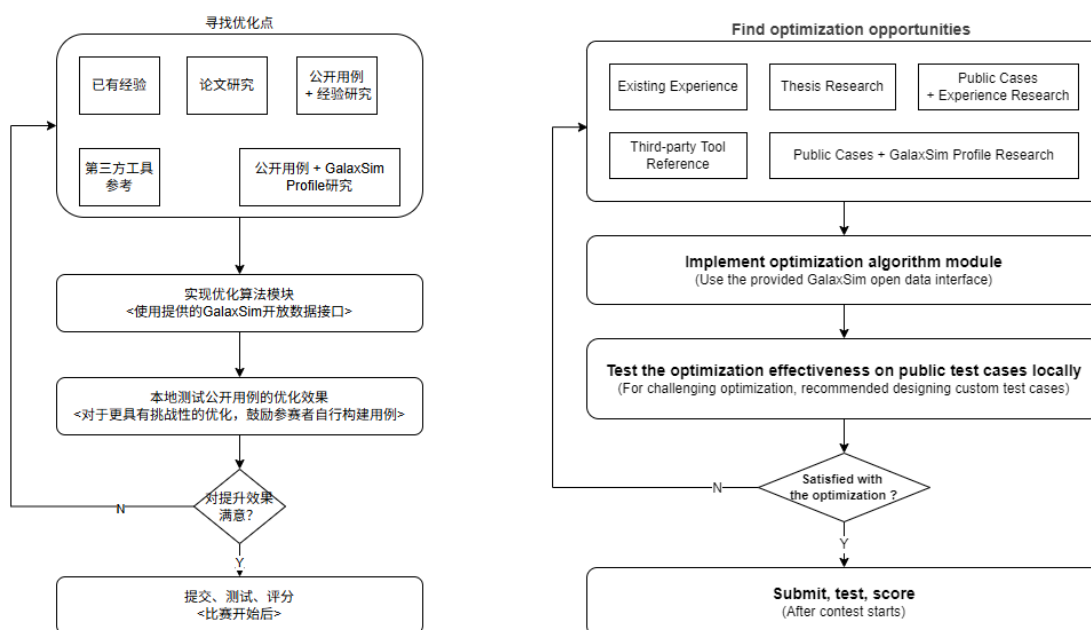 寻找优化点
已有经验
论文研究
公开用例
+ 经验研究
第三方工具
参考
公开用例 + GalaxSim
Profile研究
实现优化算法模块
<使用提供的GalaxSim开放数据接口>
本地测试公开用例的优化效果
<对于更具有挑战性的优化，鼓励参赛者自行构建用例>
对提升效果
满意?
N
Y
提交、测试、评分
<比赛开始后>
Find optimization opportunities
Existing Experience
Thesis Research
Public Cases
+ Experience Research
Third-party Tool
Reference
Public Cases + GalaxSim Profile Research
Implement optimization algorithm module
(Use the provided GalaxSim open data interface)
Test the optimization effectiveness on public test cases locally
(For challenging optimization, recommended designing custom test cases)
Satisfied with
the optimization ?
N
Y
Submit, test, score
(After contest starts)